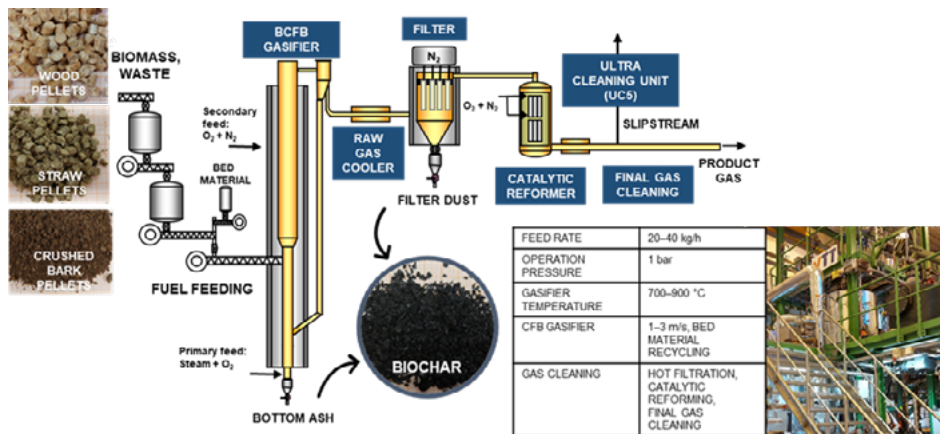 WOOD
PELLETS
STRAW
PELLETS
CRUSHED
BARK
PELLETS
BIOMASS,
WASTE
BED
MATERIAL
FUEL FEEDING
BCFB
GASIFIER
Secondary
feed:
O₂ + N₂
Primary feed:
Steam + O₂
BOTTOM ASH
RAW
GAS
COOLER
FILTER
N₂
FILTER DUST
BIOCHAR
O₂ + N₂
CATALYTIC
REFORMER
ULTRA
CLEANING UNIT
(UC5)
SLIPSTREAM
FINAL GAS
CLEANING
PRODUCT
GAS
FEED RATE
20–40 kg/h
OPERATION
PRESSURE
1 bar
GASIFIER
TEMPERATURE
700–900 °C
CFB GASIFIER
1–3 m/s, BED
MATERIAL
RECYCLING
GAS CLEANING
HOT FILTRATION,
CATALYTIC
REFORMING,
FINAL GAS
CLEANING